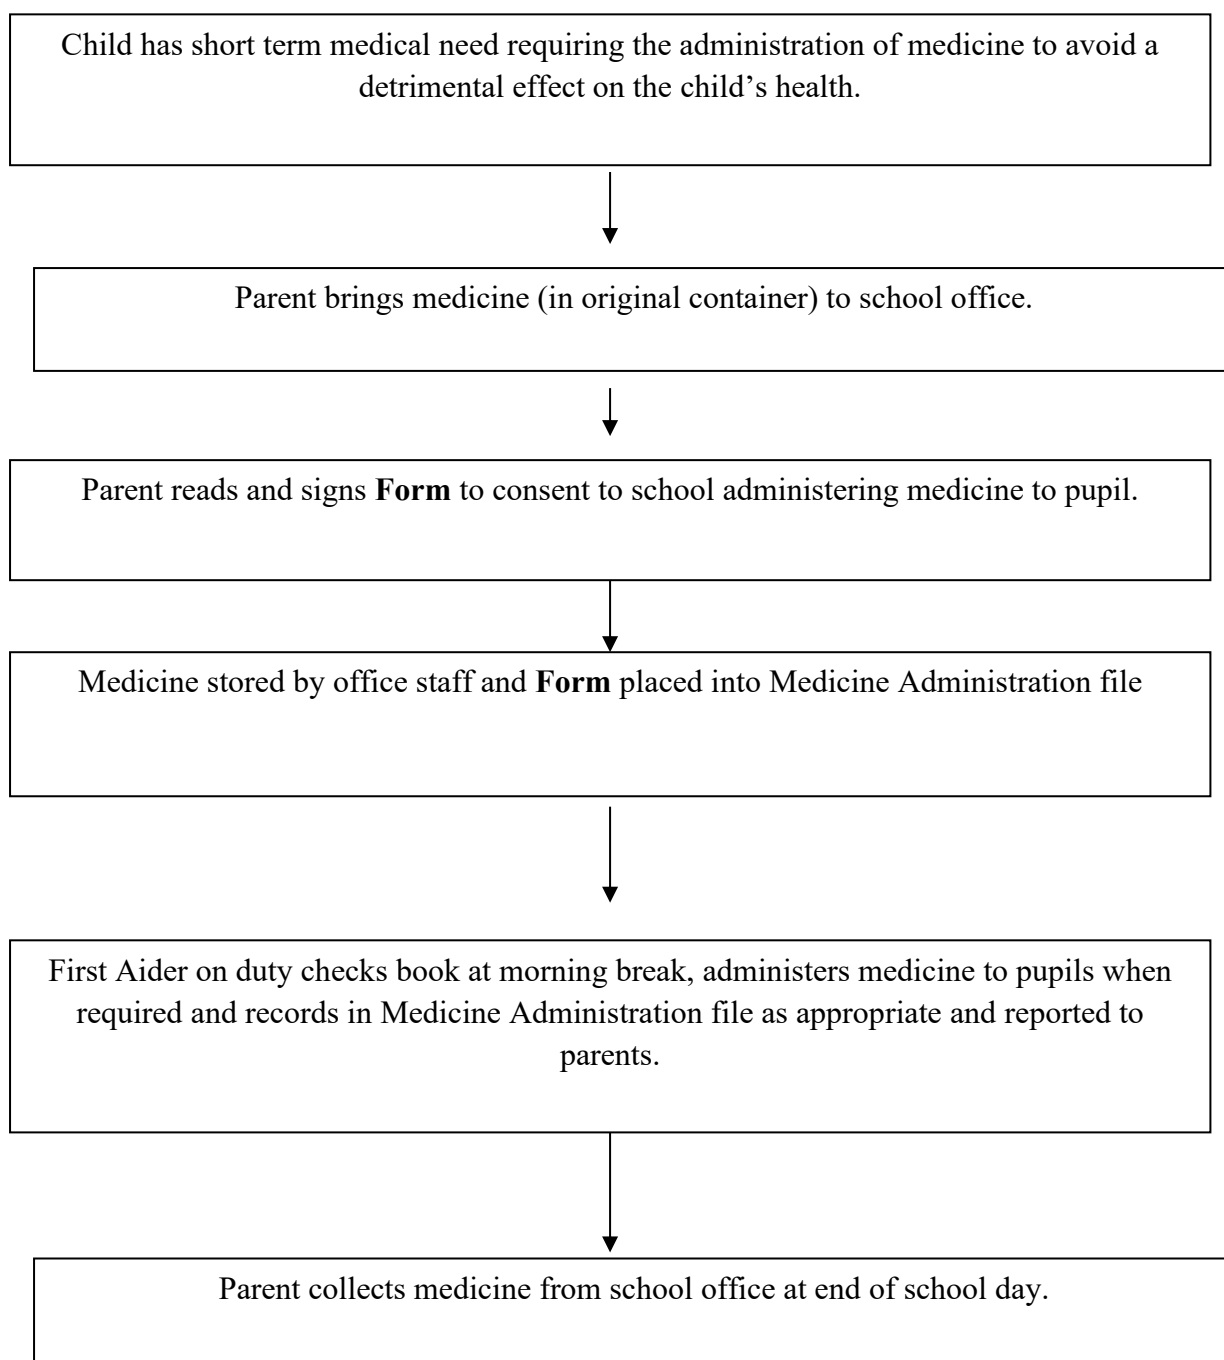 Child has short term medical need requiring the administration of medicine to avoid a
detrimental effect on the child’s health.
Parent brings medicine (in original container) to school office.
Parent reads and signs Form to consent to school administering medicine to pupil.
Medicine stored by office staff and Form placed into Medicine Administration file
First Aider on duty checks book at morning break, administers medicine to pupils when
required and records in Medicine Administration file as appropriate and reported to
parents.
Parent collects medicine from school office at end of school day.